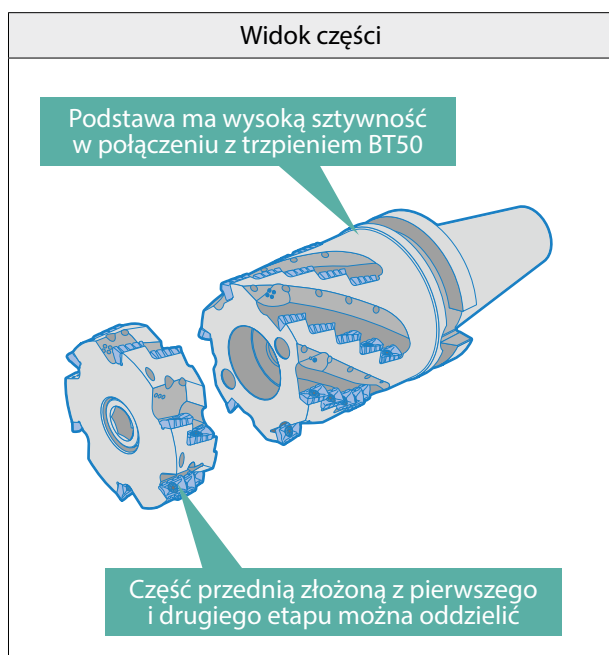 Widok części
Podstawa ma wysoką sztywność
w połączeniu z trzpieniem BT50
Część przednią złożoną z pierwszego
i drugiego etapu można oddzielić